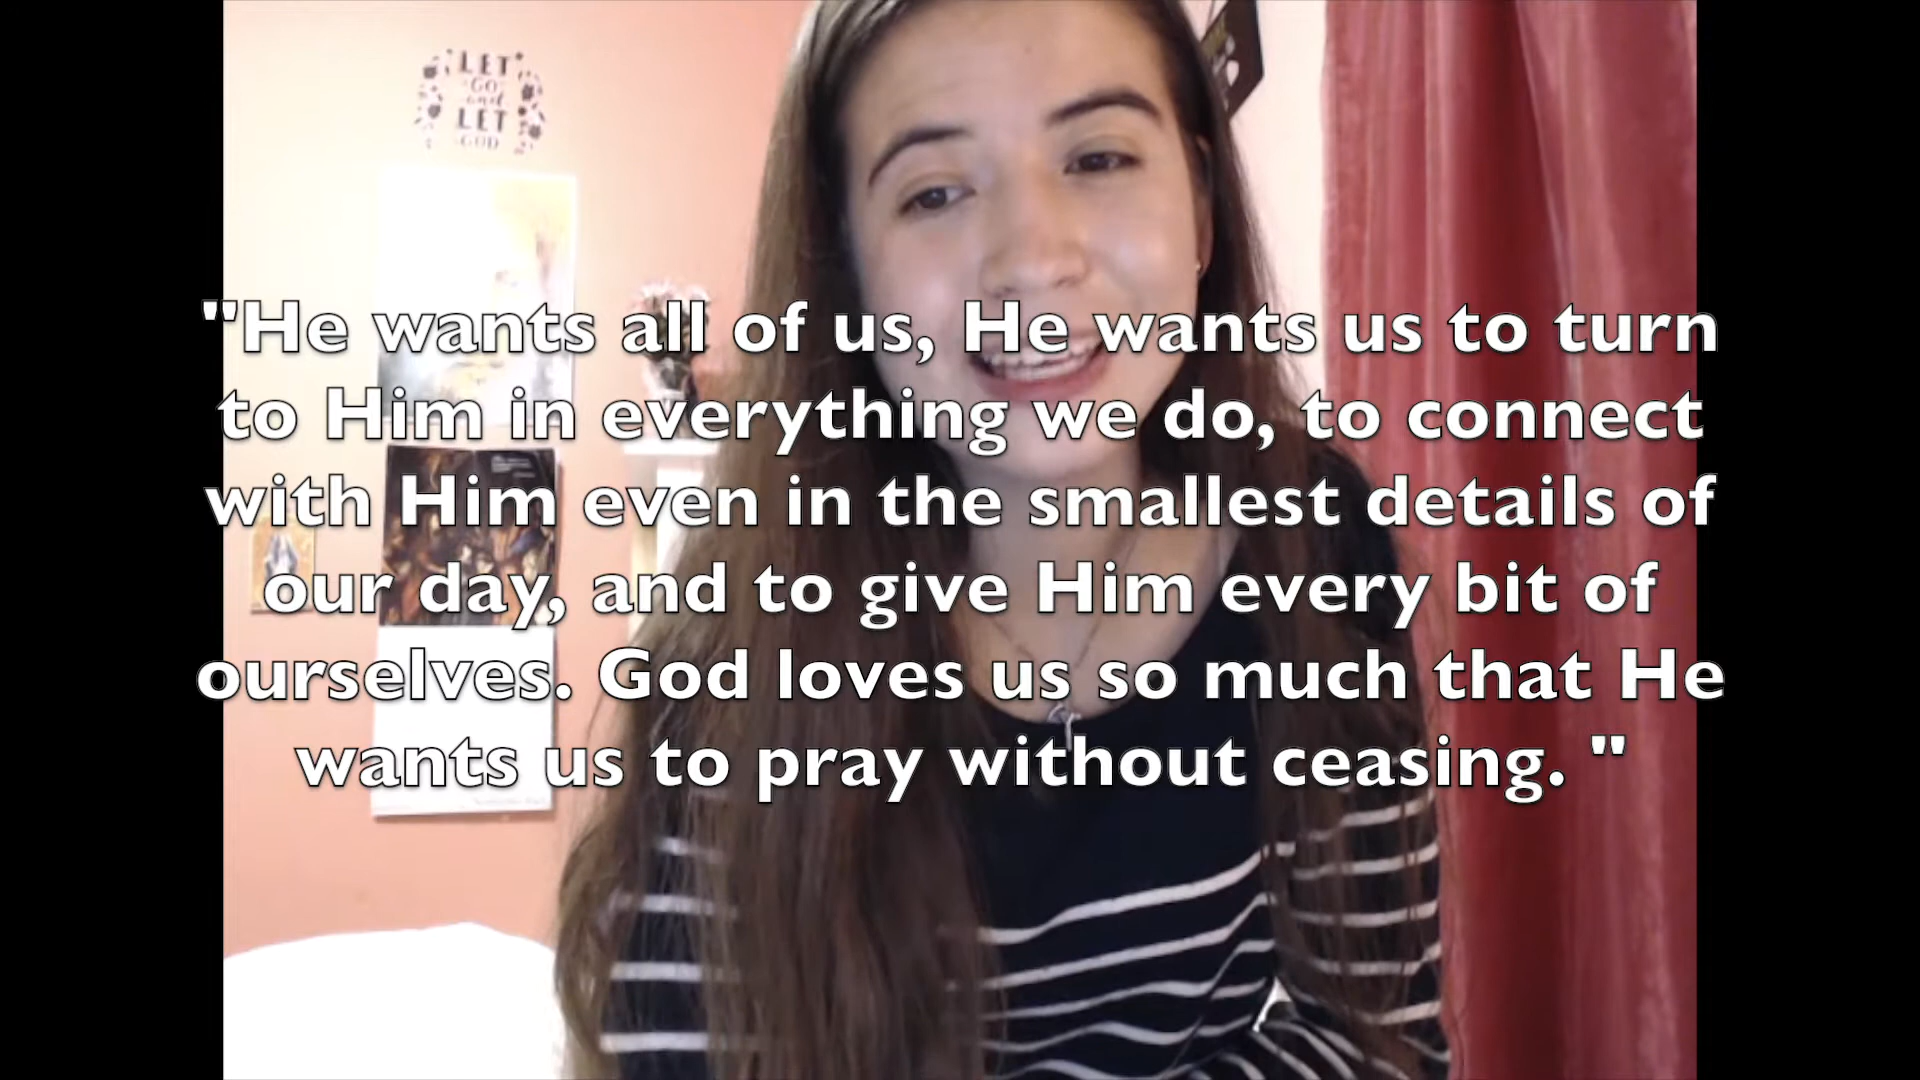 LET
GO
and
LET
GOD
"He wants all of us, He wants us to turn
to Him in everything we do, to connect
with Him even in the smallest details of
our day, and to give Him every bit of
ourselves. God loves us so much that He
wants us to pray without ceasing. "